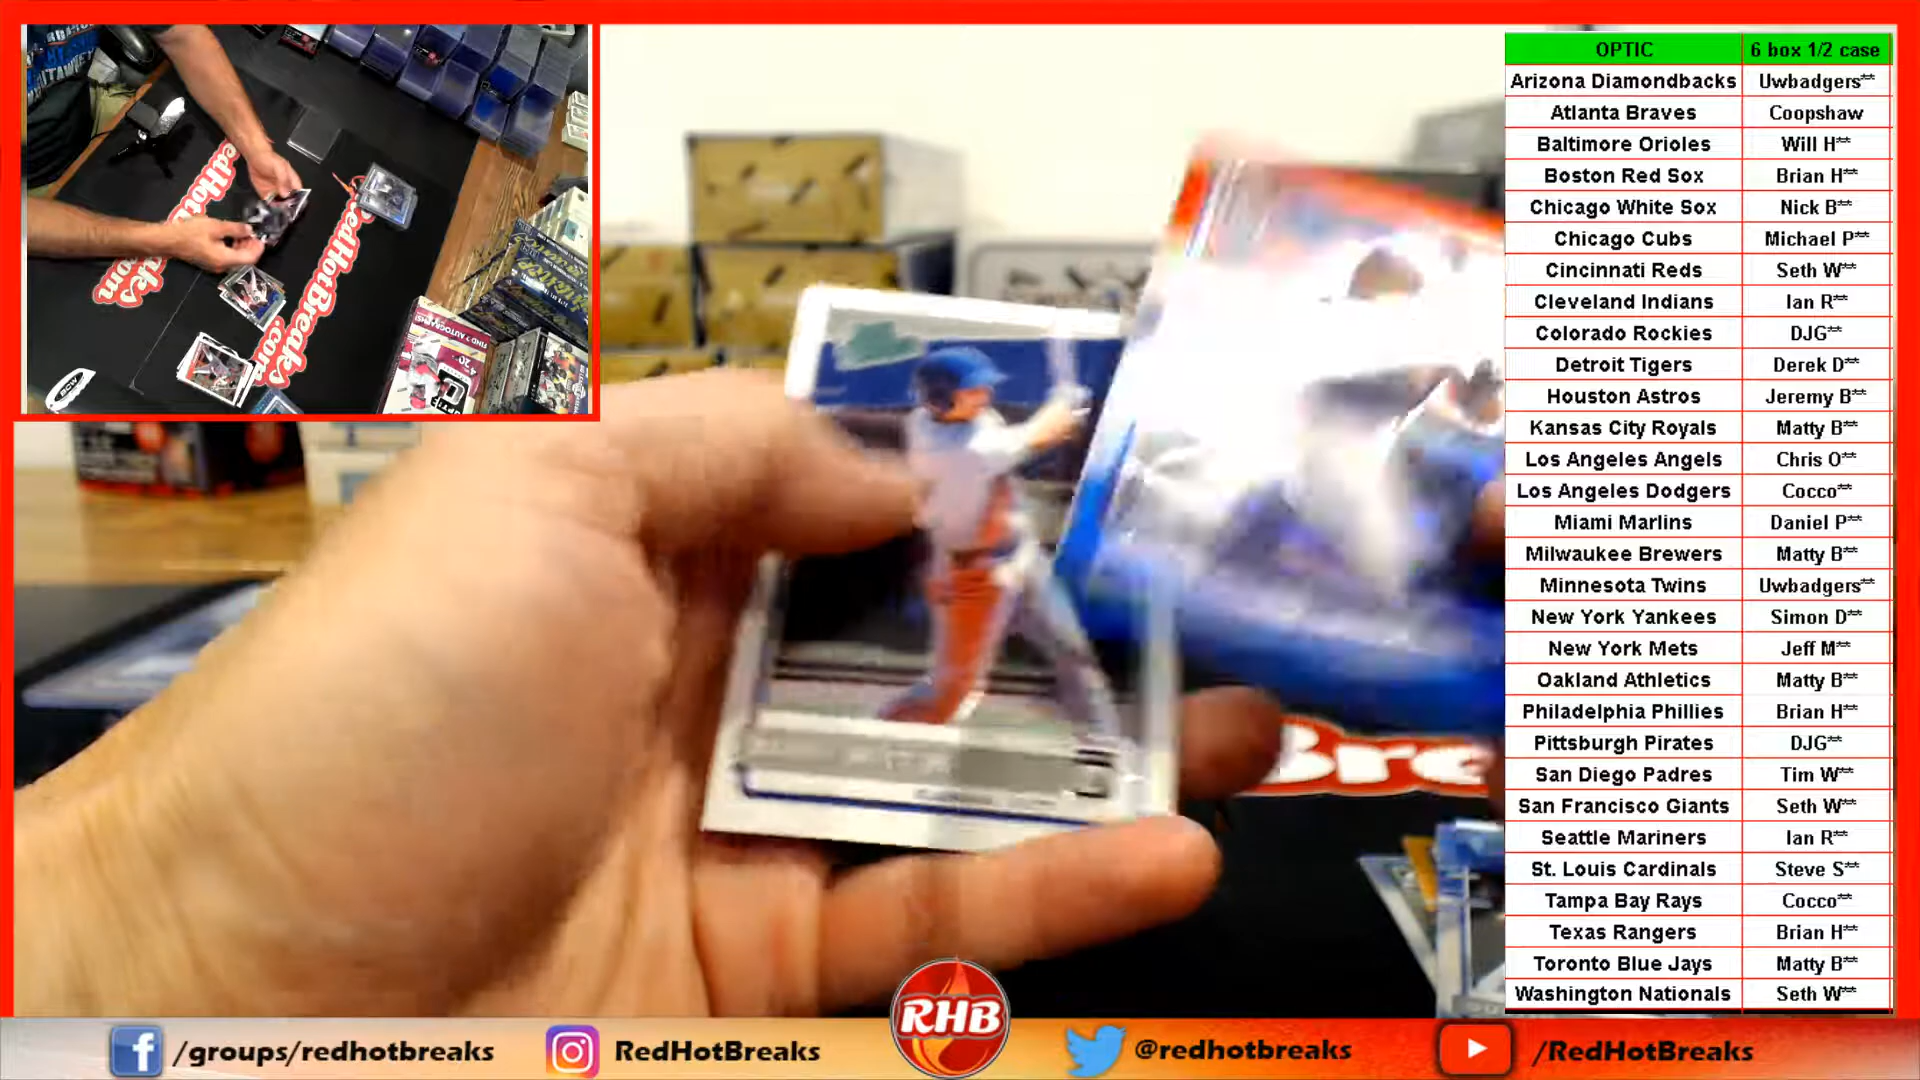 OPTIC 6 box 1/2 case
Arizona Diamondbacks Uwbadgers**
Atlanta Braves Coopshaw
Baltimore Orioles Will H**
Boston Red Sox Brian H**
Chicago White Sox Nick B**
Chicago Cubs Michael P**
Cincinnati Reds Seth W**
Cleveland Indians Ian R**
Colorado Rockies DJG**
Detroit Tigers Derek D**
Houston Astros Jeremy B**
Kansas City Royals Matty B**
Los Angeles Angels Chris O**
Los Angeles Dodgers Cocco**
Miami Marlins Daniel P**
Milwaukee Brewers Matty B**
Minnesota Twins Uwbadgers**
New York Yankees Simon D**
New York Mets Jeff M**
Oakland Athletics Matty B**
Philadelphia Phillies Brian H**
Pittsburgh Pirates DJG**
San Diego Padres Tim W**
San Francisco Giants Seth W**
Seattle Mariners Ian R**
St. Louis Cardinals Steve S**
Tampa Bay Rays Cocco**
Texas Rangers Brian H**
Toronto Blue Jays Matty B**
Washington Nationals Seth W**
edHotBreaks
.com
BCW
FIND ? AUTOGRAPHS!
Bre
RHB
/groups/redhotbreaks
RedHotBreaks
@redhotbreaks
/RedHotBreaks